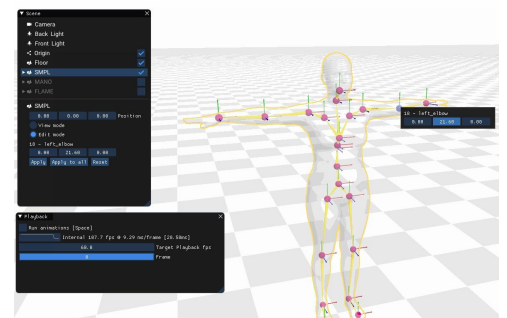 Scene
Camera
Back Light
Front Light
Origin
Floor
SMPL
MANO
FLAME
SMPL
0.00 0.00 0.00 Position
View mode
Edit mode
18 - left_elbow
0.00 21.60 0.00
Apply Apply to all Reset
18 - left_elbow
0.00 21.60 0.00
Playback
Run animations [Space]
Internal 107.7 fps @ 9.29 ms/frame [20.58ms]
60.0 Target Playback fps
0 Frame